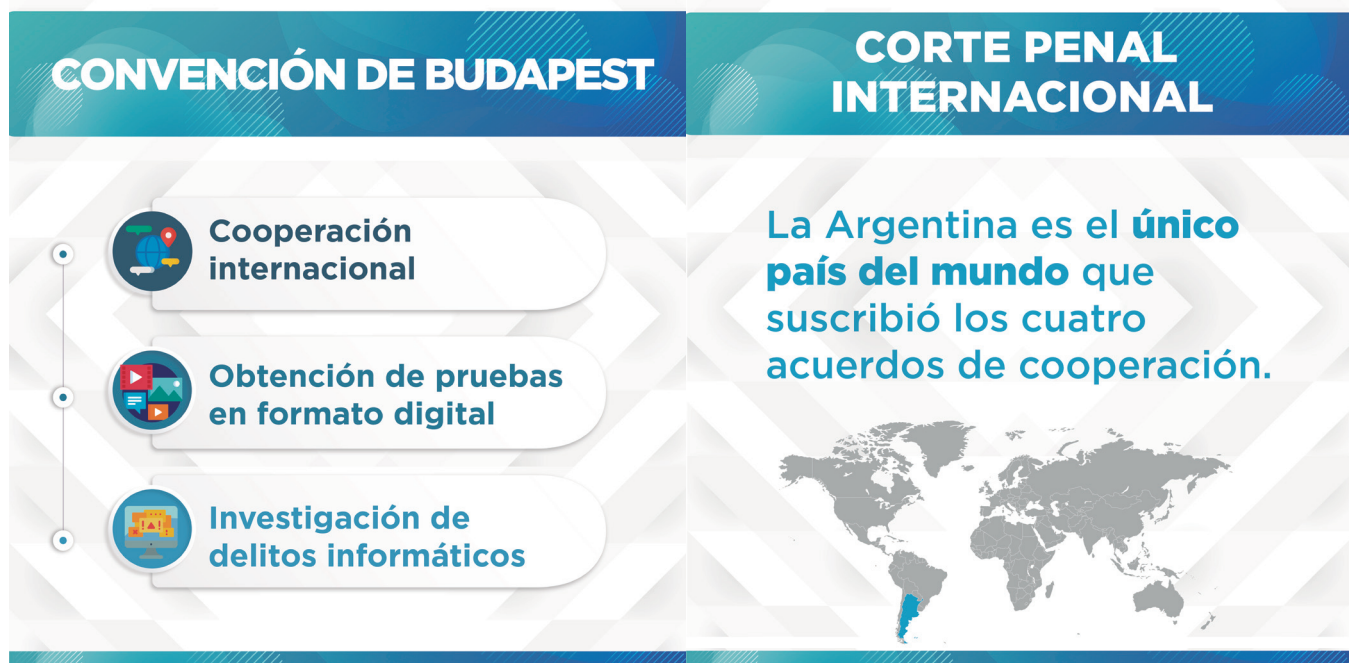 CONVENCIÓN DE BUDAPEST
Cooperación
internacional
Obtención de pruebas
en formato digital
Investigación de
delitos informáticos
CORTE PENAL
INTERNACIONAL
La Argentina es el único
país del mundo que
suscribió los cuatro
acuerdos de cooperación.